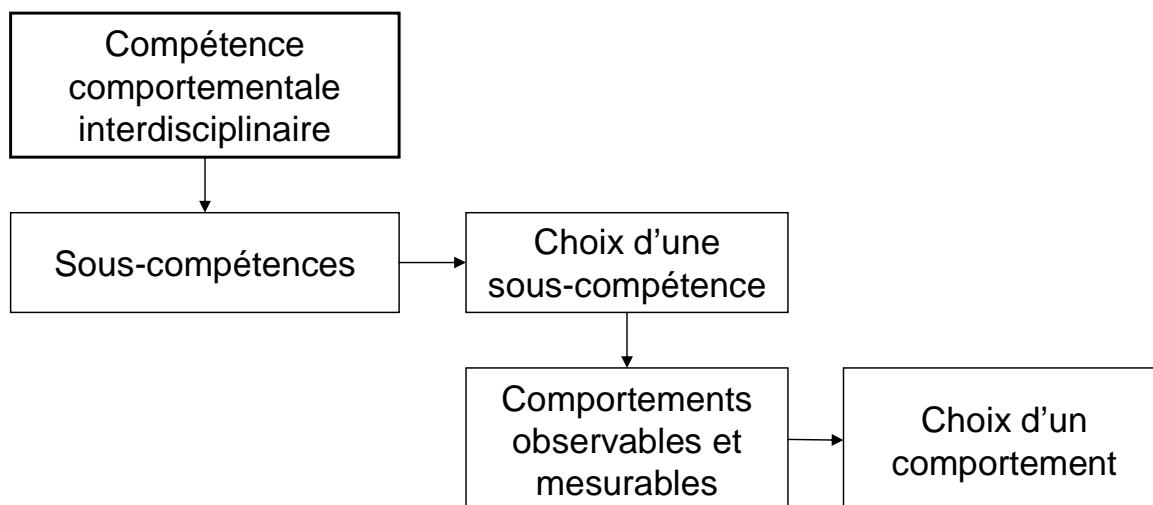 Compétence
comportementale
interdisciplinaire
Sous-compétences
Choix d’une
sous-compétence
Comportements
observables et
mesurables
Choix d’un
comportement